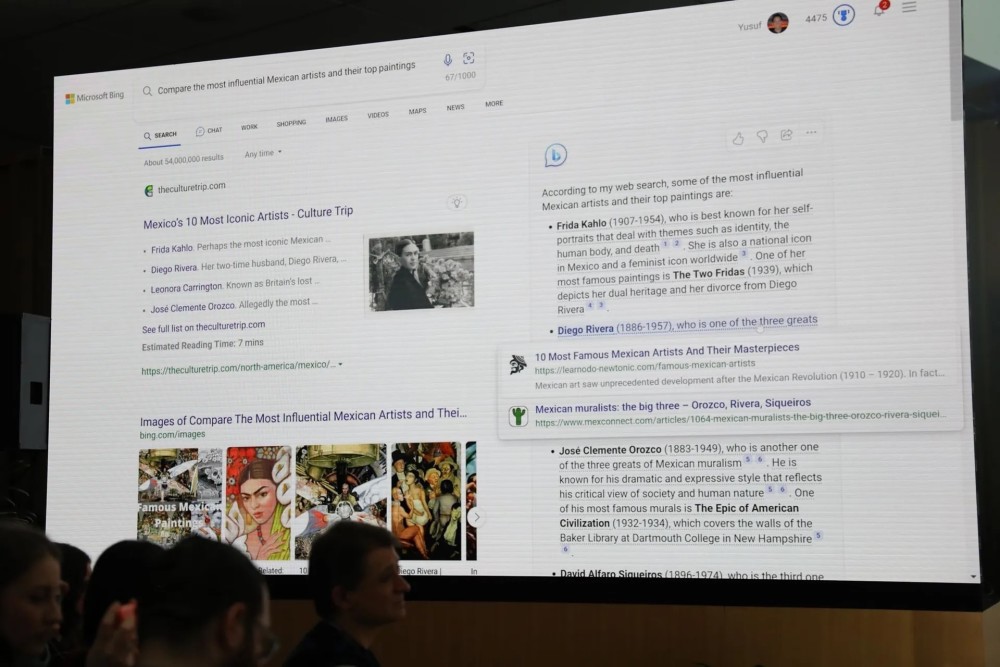 Yusuf 4475 2
Microsoft Bing
Compare the most influential Mexican artists and their top paintings
67/1000
SEARCH CHAT WORK SHOPPING IMAGES VIDEOS MAPS NEWS MORE
About 54,000,000 results Any time
theculturetrip.com
Mexico's 10 Most Iconic Artists - Culture Trip
• Frida Kahlo. Perhaps the most iconic Mexican ...
• Diego Rivera. Her two-time husband, Diego Rivera, ...
• Leonora Carrington. Known as Britain's lost ...
• José Clemente Orozco. Allegedly the most ...
See full list on theculturetrip.com
Estimated Reading Time: 7 mins
https://theculturetrip.com/north-america/mexico/...
Images of Compare The Most Influential Mexican Artists and Thei...
bing.com/images
Famous Mexican
Paintings
Related: 10 Diego Rivera | In
According to my web search, some of the most influential
Mexican artists and their top paintings are:
• Frida Kahlo (1907-1954), who is best known for her self-
portraits that deal with themes such as identity, the
human body, and death 1 2 . She is also a national icon
in Mexico and a feminist icon worldwide 3 . One of her
most famous paintings is The Two Fridas (1939), which
depicts her dual heritage and her divorce from Diego
Rivera 4 2 .
• Diego Rivera (1886-1957), who is one of the three greats
10 Most Famous Mexican Artists And Their Masterpieces
https://learnodo-newtonic.com/famous-mexican-artists
Mexican art saw unprecedented development after the Mexican Revolution (1910 – 1920). In fact...
Mexican muralists: the big three – Orozco, Rivera, Siqueiros
https://www.mexconnect.com/articles/1064-mexican-muralists-the-big-three-orozco-rivera-siquei...
• José Clemente Orozco (1883-1949), who is another one
of the three greats of Mexican muralism 5 6 . He is
known for his dramatic and expressive style that reflects
his critical view of society and human nature 5 6 . One
of his most famous murals is The Epic of American
Civilization (1932-1934), which covers the walls of the
Baker Library at Dartmouth College in New Hampshire 5
6 .
• David Alfaro Siqueiros (1896-1974), who is the third one